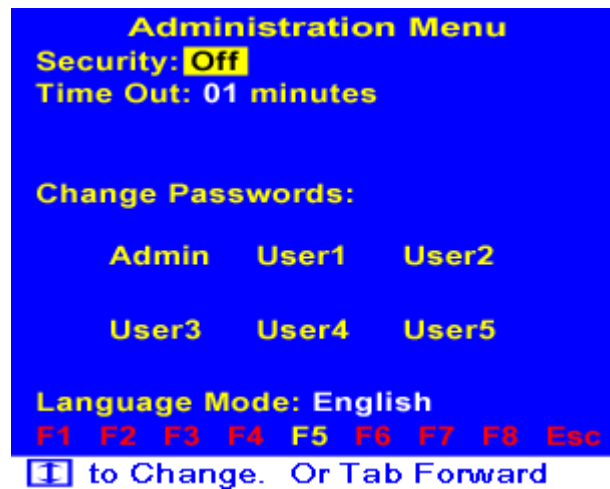 Administration Menu
Security: Off
Time Out: 01 minutes
Change Passwords:
Admin User1 User2
User3 User4 User5
Language Mode: English
F1 F2 F3 F4 F5 F6 F7 F8 Esc
↕ to Change. Or Tab Forward